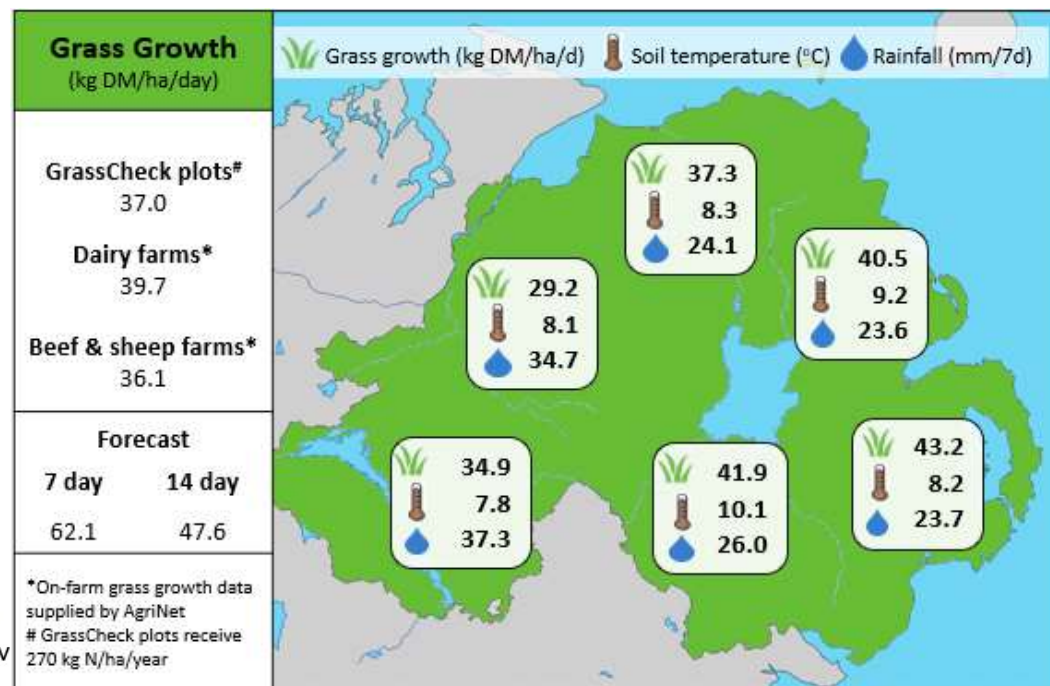 Grass Growth
(kg DM/ha/day)
GrassCheck plots#
37.0
Dairy farms*
39.7
Beef & sheep farms*
36.1
Forecast
7 day 14 day
62.1 47.6
*On-farm grass growth data
supplied by AgriNet
# GrassCheck plots receive
270 kg N/ha/year
v
Grass growth (kg DM/ha/d) Soil temperature (°C) Rainfall (mm/7d)
37.3
8.3
24.1
40.5
9.2
23.6
29.2
8.1
34.7
34.9
7.8
37.3
41.9
10.1
26.0
43.2
8.2
23.7